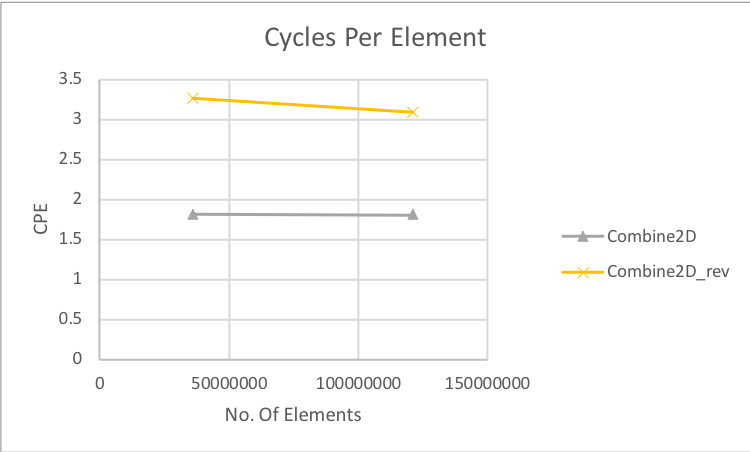 Cycles Per Element
3.5
3
2.5
2
1.5
1
0.5
0
CPE
0 50000000 100000000 150000000
No. Of Elements
Combine2D
Combine2D_rev